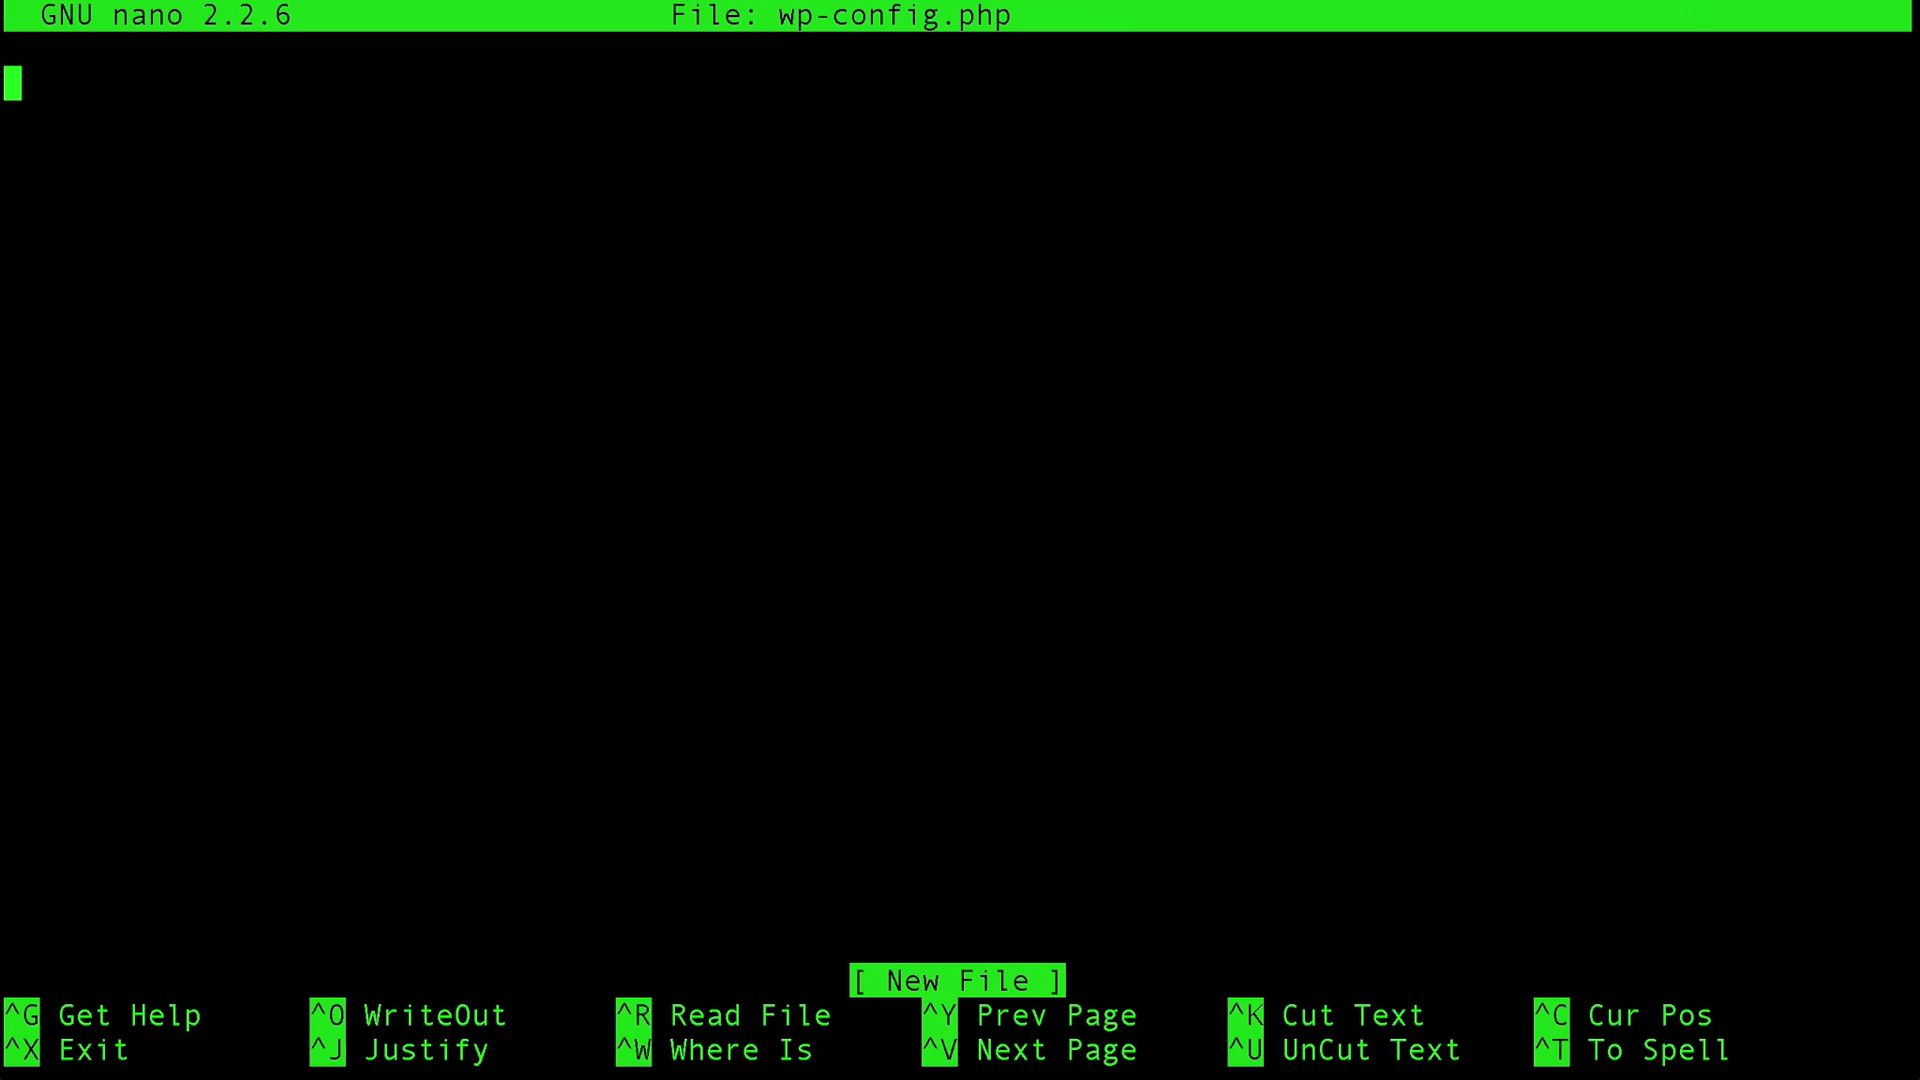 GNU nano 2.2.6 File: wp-config.php
[ New File ]
^G Get Help ^O WriteOut ^R Read File ^Y Prev Page ^K Cut Text ^C Cur Pos
^X Exit ^J Justify ^W Where Is ^V Next Page ^U UnCut Text ^T To Spell